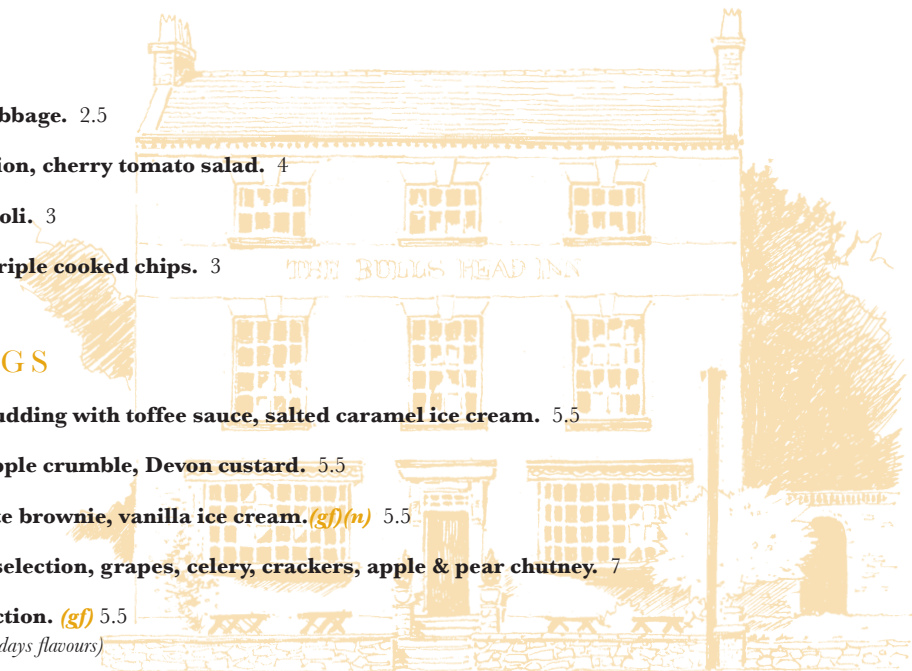 bbage. 2.5
ion, cherry tomato salad. 4
oli. 3
riple cooked chips. 3
THE BULLS HEAD INN
GS
udding with toffee sauce, salted caramel ice cream. 5.5
pple crumble, Devon custard. 5.5
te brownie, vanilla ice cream.(gf)(n) 5.5
selection, grapes, celery, crackers, apple & pear chutney. 7
ction. (gf) 5.5
days flavours)